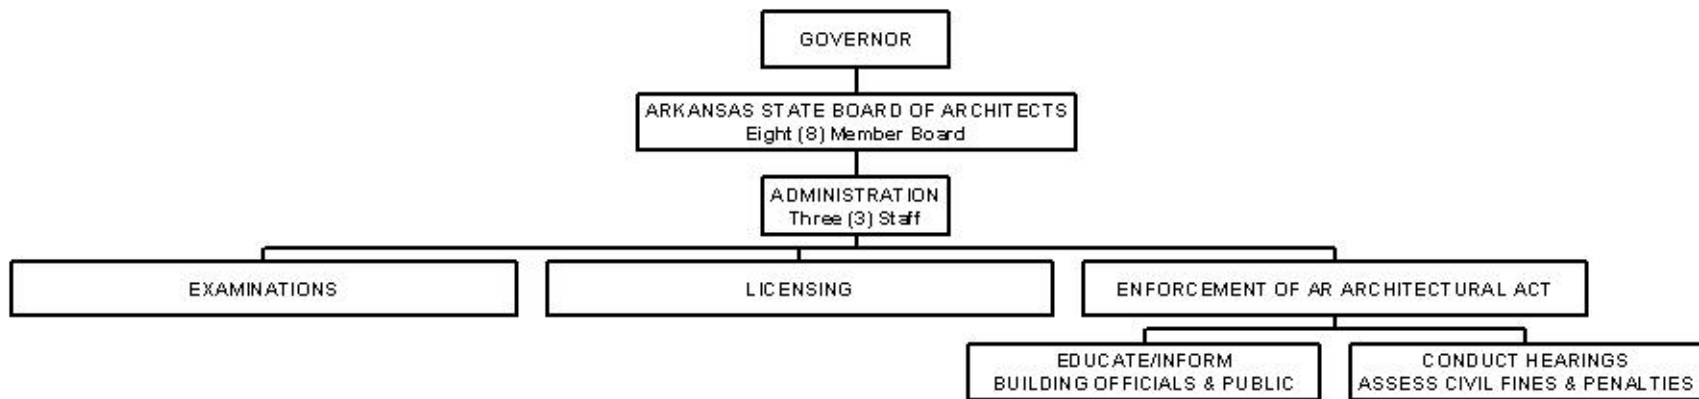 GOVERNOR
ARKANSAS STATE BOARD OF ARCHITECTS
Eight (8) Member Board
ADMINISTRATION
Three (3) Staff
EXAMINATIONS
LICENSING
ENFORCEMENT OF AR ARCHITECTURAL ACT
EDUCATE/INFORM
BUILDING OFFICIALS & PUBLIC
CONDUCT HEARINGS
ASSESS CIVIL FINES & PENALTIES